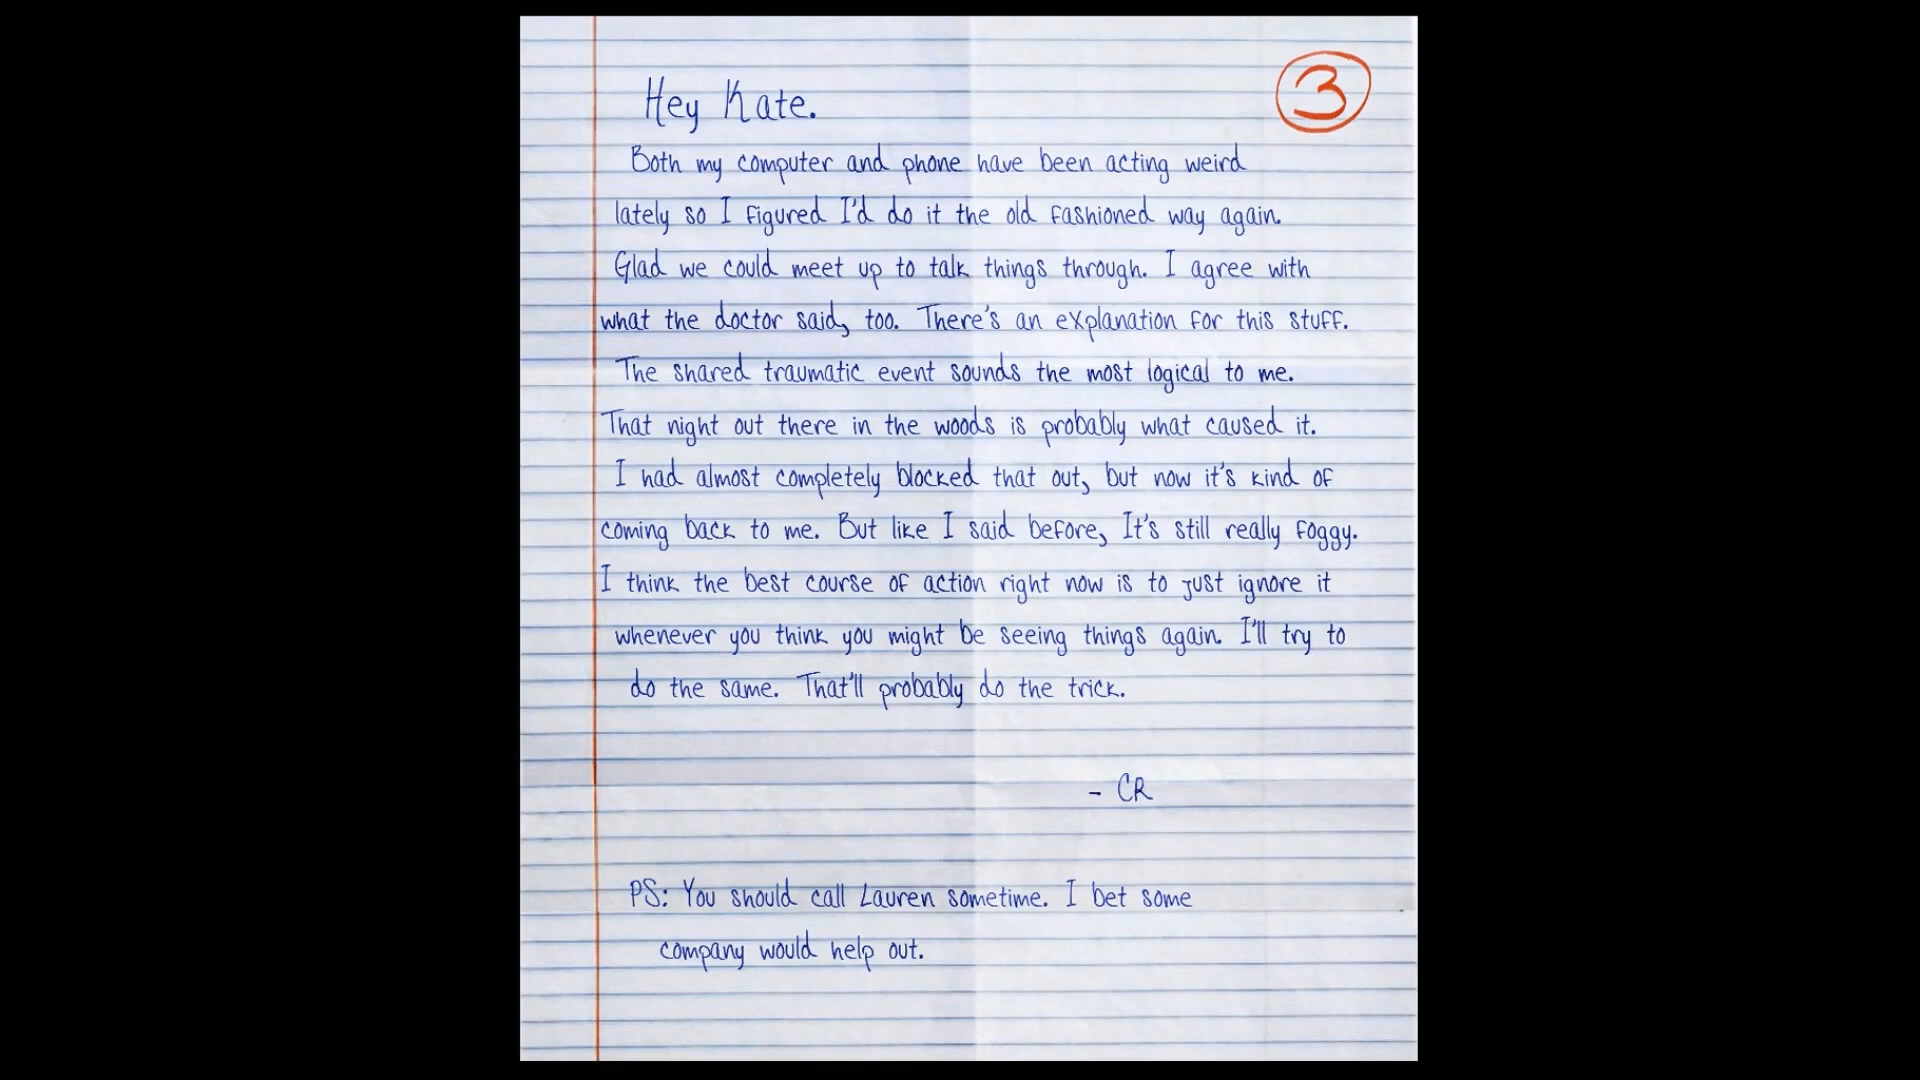 3
Hey Kate.
Both my computer and phone have been acting weird
lately so I figured I'd do it the old fashioned way again.
Glad we could meet up to talk things through. I agree with
what the doctor said, too. There's an explanation for this stuff.
The shared traumatic event sounds the most logical to me.
That night out there in the woods is probably what caused it.
I had almost completely blocked that out, but now it's kind of
coming back to me. But like I said before, It's still really foggy.
I think the best course of action right now is to just ignore it
whenever you think you might be seeing things again. I'll try to
do the same. That'll probably do the trick.
- CR
PS: You should call Lauren sometime. I bet some
company would help out.